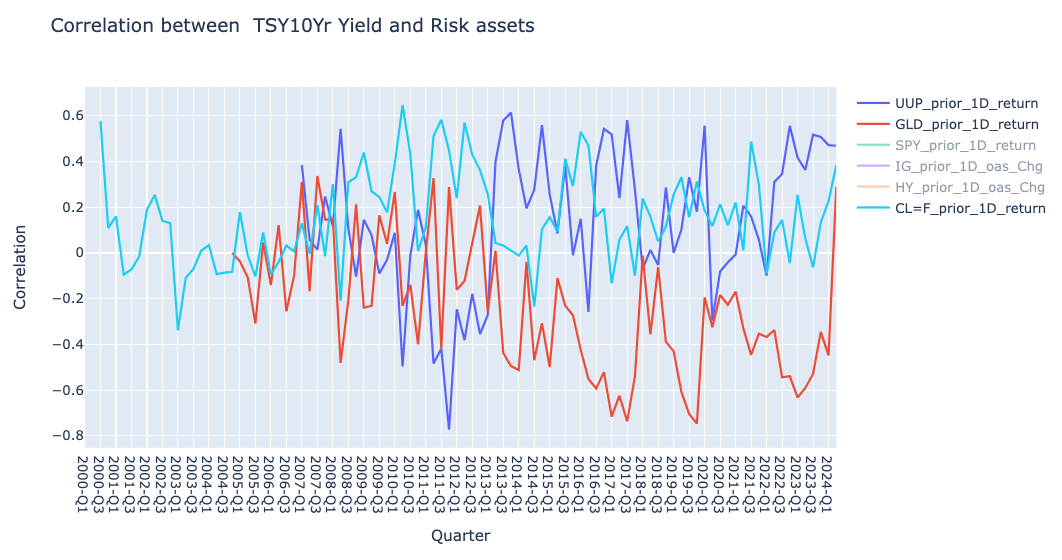 Correlation between  TSY10Yr Yield and Risk assets
UUP_prior_1D_return
GLD_prior_1D_return
SPY_prior_1D_return
IG_prior_1D_oas_Chg
HY_prior_1D_oas_Chg
CL=F_prior_1D_return
Correlation
0.6
0.4
0.2
0
−0.2
−0.4
−0.6
−0.8
2000-Q1
2000-Q3
2001-Q1
2001-Q3
2002-Q1
2002-Q3
2003-Q1
2003-Q3
2004-Q1
2004-Q3
2005-Q1
2005-Q3
2006-Q1
2006-Q3
2007-Q1
2007-Q3
2008-Q1
2008-Q3
2009-Q1
2009-Q3
2010-Q1
2010-Q3
2011-Q1
2011-Q3
2012-Q1
2012-Q3
2013-Q1
2013-Q3
2014-Q1
2014-Q3
2015-Q1
2015-Q3
2016-Q1
2016-Q3
2017-Q1
2017-Q3
2018-Q1
2018-Q3
2019-Q1
2019-Q3
2020-Q1
2020-Q3
2021-Q1
2021-Q3
2022-Q1
2022-Q3
2023-Q1
2023-Q3
2024-Q1
Quarter